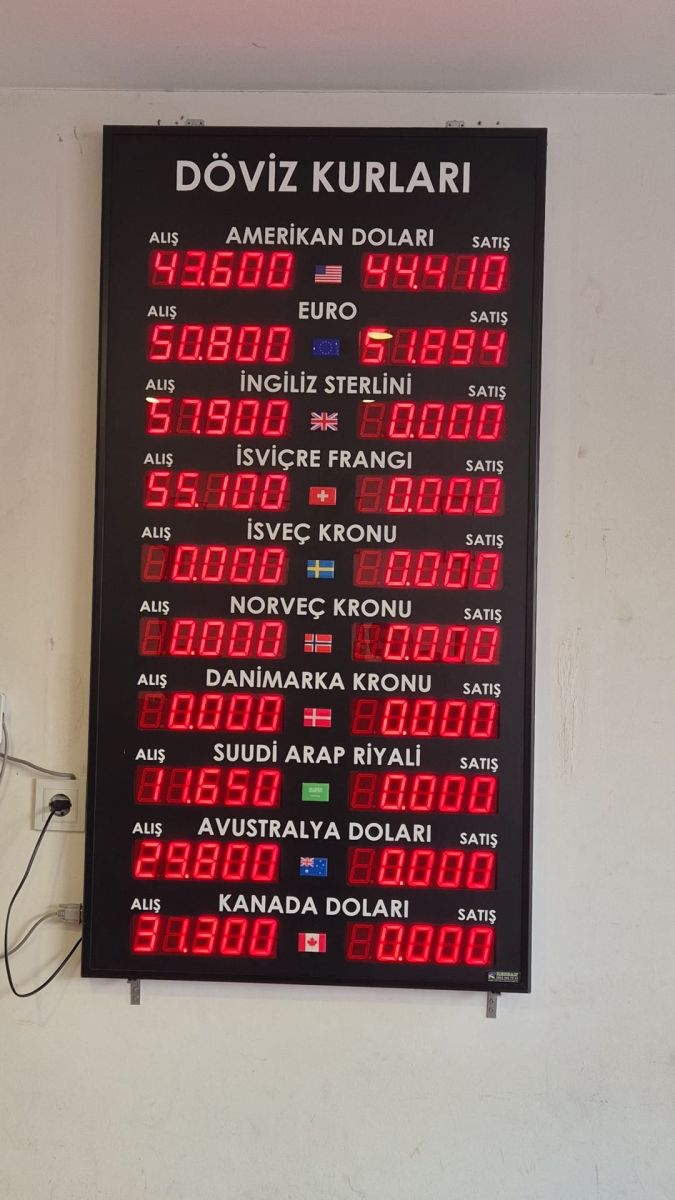 DÖVİZ KURLARI
ALIŞ AMERİKAN DOLARI SATIŞ
43.600 44.410
ALIŞ EURO SATIŞ
50.800 51.894
ALIŞ İNGİLİZ STERLİNİ SATIŞ
57.900 0.000
ALIŞ İSVİÇRE FRANGI SATIŞ
55.100 0.000
ALIŞ İSVEÇ KRONU SATIŞ
0.000 0.000
ALIŞ NORVEÇ KRONU SATIŞ
0.000 0.000
ALIŞ DANİMARKA KRONU SATIŞ
0.000 0.000
ALIŞ SUUDİ ARAP RİYALİ SATIŞ
11.650 0.000
ALIŞ AVUSTRALYA DOLARI SATIŞ
29.800 0.000
ALIŞ KANADA DOLARI SATIŞ
31.300 0.000